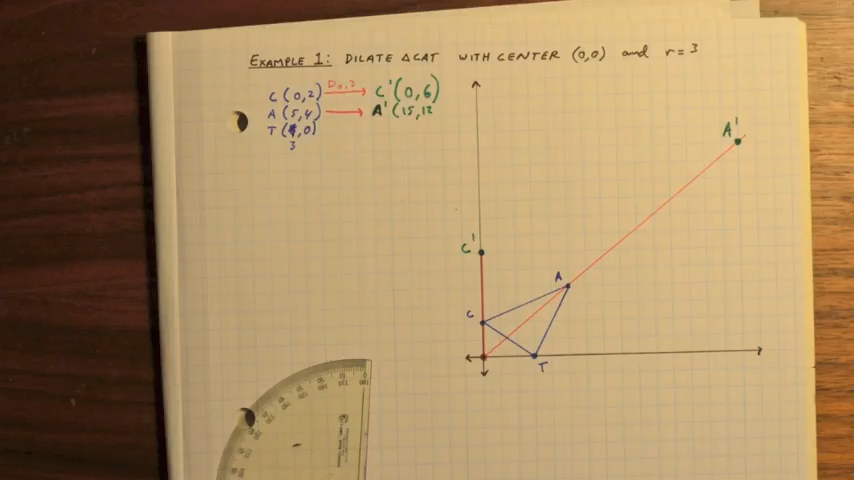 EXAMPLE 1: DILATE ΔCAT WITH CENTER (0,0) and r=3
C(0,2) D₀,₃ C'(0,6)
A(5,4) A'(15,12
T(,0)
3
A'
C'
A
C
T